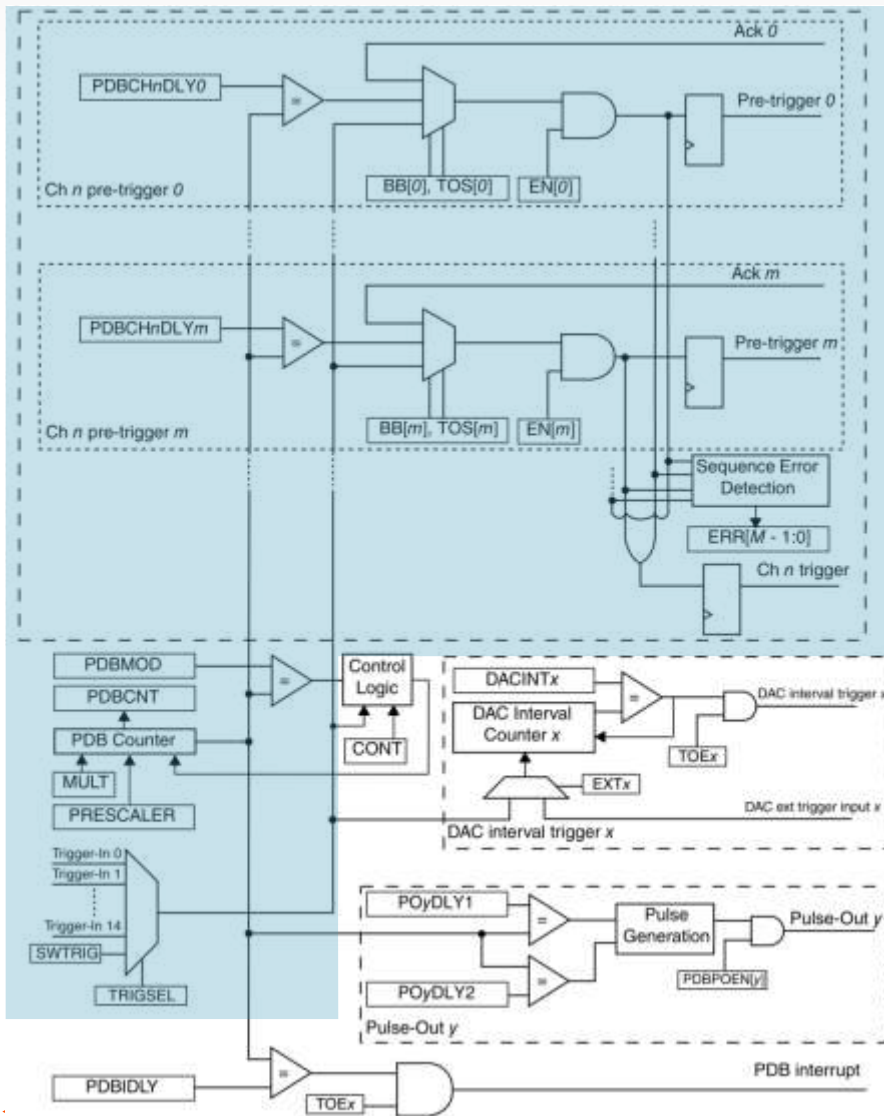 Ack 0
PDBCHnDLY0
=
Pre-trigger 0
BB[0], TOS[0]
EN[0]
Ch n pre-trigger 0
Ack m
PDBCHnDLYm
=
Pre-trigger m
BB[m], TOS[m]
EN[m]
Ch n pre-trigger m
Sequence Error
Detection
ERR[M - 1:0]
Ch n trigger
PDBMOD
=
Control
Logic
PDBCNT
PDB Counter
CONT
MULT
PRESCALER
DACINTx
=
DAC interval trigger x
DAC Interval
Counter x
TOEx
EXTx
DAC ext trigger input x
DAC interval trigger x
Trigger-In 0
Trigger-In 1
Trigger-In 14
SWTRIG
TRIGSEL
POyDLY1
=
Pulse
Generation
Pulse-Out y
=
PDBPOEN[y]
POyDLY2
Pulse-Out y
=
PDB interrupt
PDBIDLY
TOEx